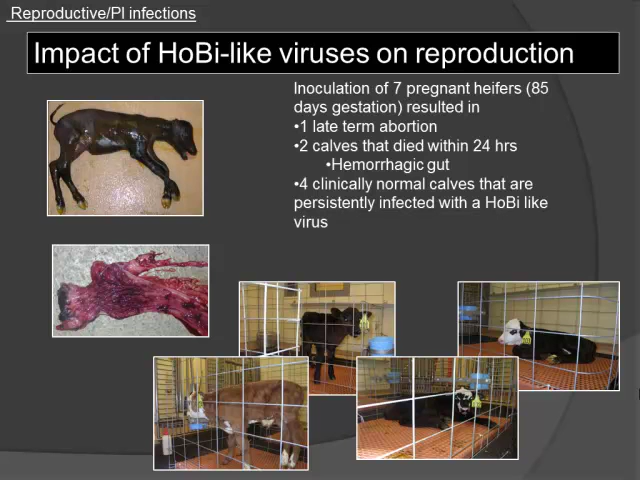 Reproductive/PI infections
Impact of HoBi-like viruses on reproduction
Inoculation of 7 pregnant heifers (85
days gestation) resulted in
•1 late term abortion
•2 calves that died within 24 hrs
•Hemorrhagic gut
•4 clinically normal calves that are
persistently infected with a HoBi like
virus